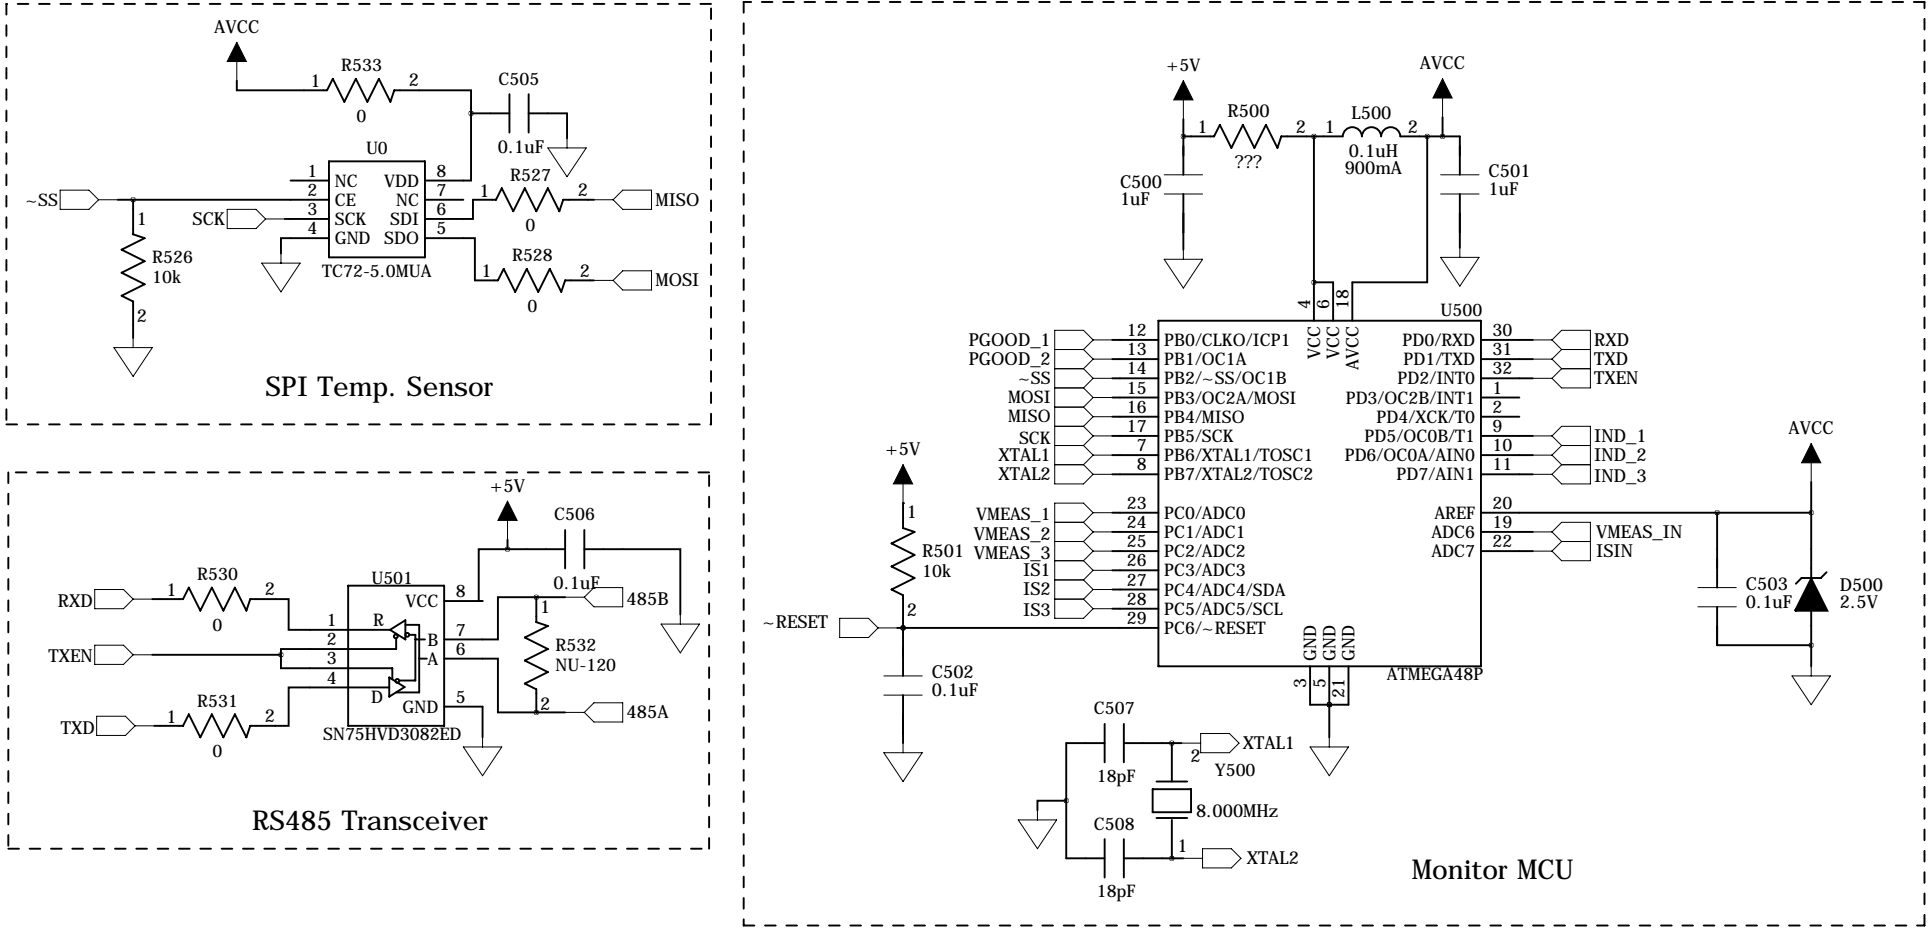 AVCC
R533
1 2
0
C505
0.1uF
U0
1 NC VDD 8
2 CE NC 7
3 SCK SDI 6
4 GND SDO 5
TC72-5.0MUA
~SS
SCK
1
R526
10k
2
R527
1 2
0
MISO
R528
1 2
0
MOSI
SPI Temp. Sensor
+5V
C506
0.1uF
U501
RXD
R530
1 2
0
TXEN
TXD
R531
1 2
0
1 R
2
3
4 D
VCC 8
B 7
A 6
GND 5
SN75HVD3082ED
485B
1
R532
NU-120
2
485A
RS485 Transceiver
+5V
R500
1 2
???
L500
1 2
0.1uH
900mA
AVCC
C500
1uF
C501
1uF
4 6 18
VCC VCC AVCC
U500
PGOOD_1 12 PB0/CLKO/ICP1
PGOOD_2 13 PB1/OC1A
~SS 14 PB2/~SS/OC1B
MOSI 15 PB3/OC2A/MOSI
MISO 16 PB4/MISO
SCK 17 PB5/SCK
XTAL1 7 PB6/XTAL1/TOSC1
XTAL2 8 PB7/XTAL2/TOSC2
VMEAS_1 23 PC0/ADC0
VMEAS_2 24 PC1/ADC1
VMEAS_3 25 PC2/ADC2
IS1 26 PC3/ADC3
IS2 27 PC4/ADC4/SDA
IS3 28 PC5/ADC5/SCL
29 PC6/~RESET
PD0/RXD 30 RXD
PD1/TXD 31 TXD
PD2/INT0 32 TXEN
PD3/OC2B/INT1 1
PD4/XCK/T0 2
PD5/OC0B/T1 9 IND_1
PD6/OC0A/AIN0 10 IND_2
PD7/AIN1 11 IND_3
AREF 20
ADC6 19 VMEAS_IN
ADC7 22 ISIN
GND GND GND
3 5 21
ATMEGA48P
+5V
1
R501
10k
2
~RESET
C502
0.1uF
AVCC
C503
0.1uF
D500
2.5V
C507
18pF
2
XTAL1
Y500
8.000MHz
C508
18pF
1
XTAL2
Monitor MCU